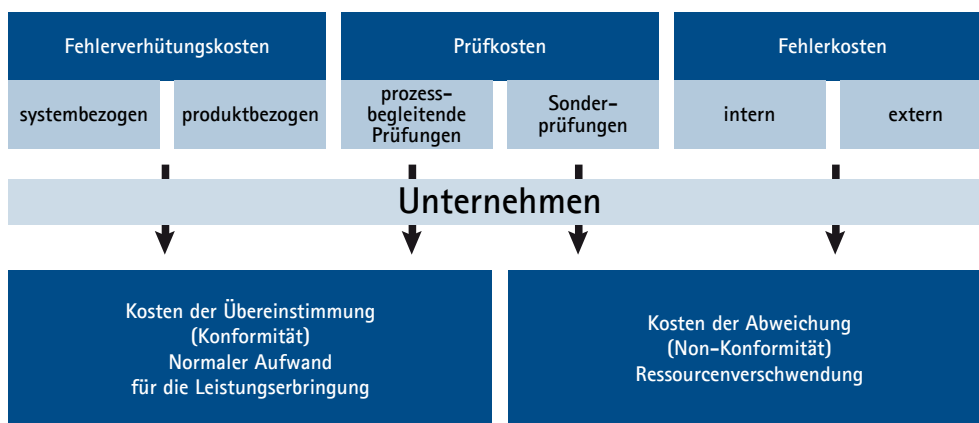 Fehlerverhütungskosten
Prüfkosten
Fehlerkosten
systembezogen
produktbezogen
prozess-
begleitende
Prüfungen
Sonder-
prüfungen
intern
extern
Unternehmen
Kosten der Übereinstimmung
(Konformität)
Normaler Aufwand
für die Leistungserbringung
Kosten der Abweichung
(Non-Konformität)
Ressourcenverschwendung